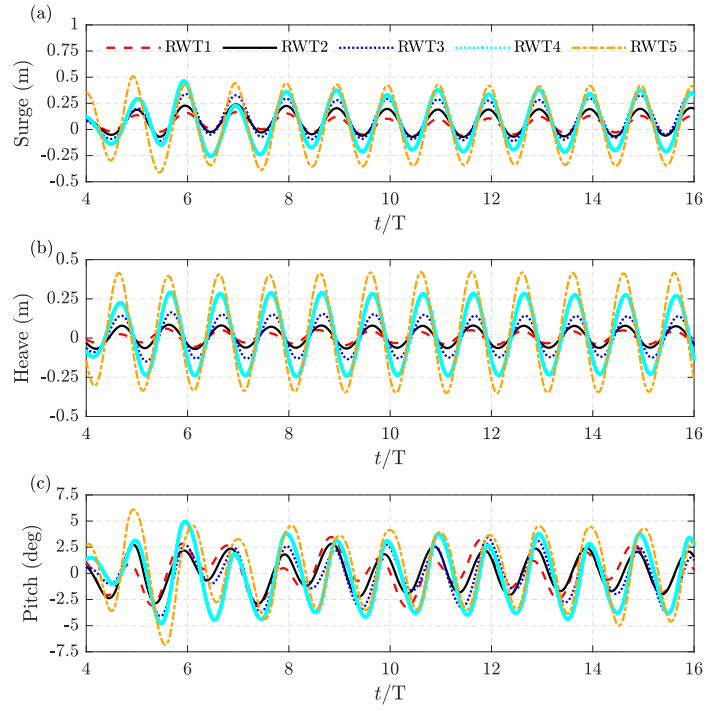 (a)
1
0.75
0.5
0.25
0
-0.25
-0.5
Surge (m)
RWT1 RWT2 RWT3 RWT4 RWT5
4 6 8 10 12 14 16
t/T
(b)
0.5
0.25
0
-0.25
-0.5
Heave (m)
4 6 8 10 12 14 16
t/T
(c)
7.5
5
2.5
0
-2.5
-5
-7.5
Pitch (deg)
4 6 8 10 12 14 16
t/T